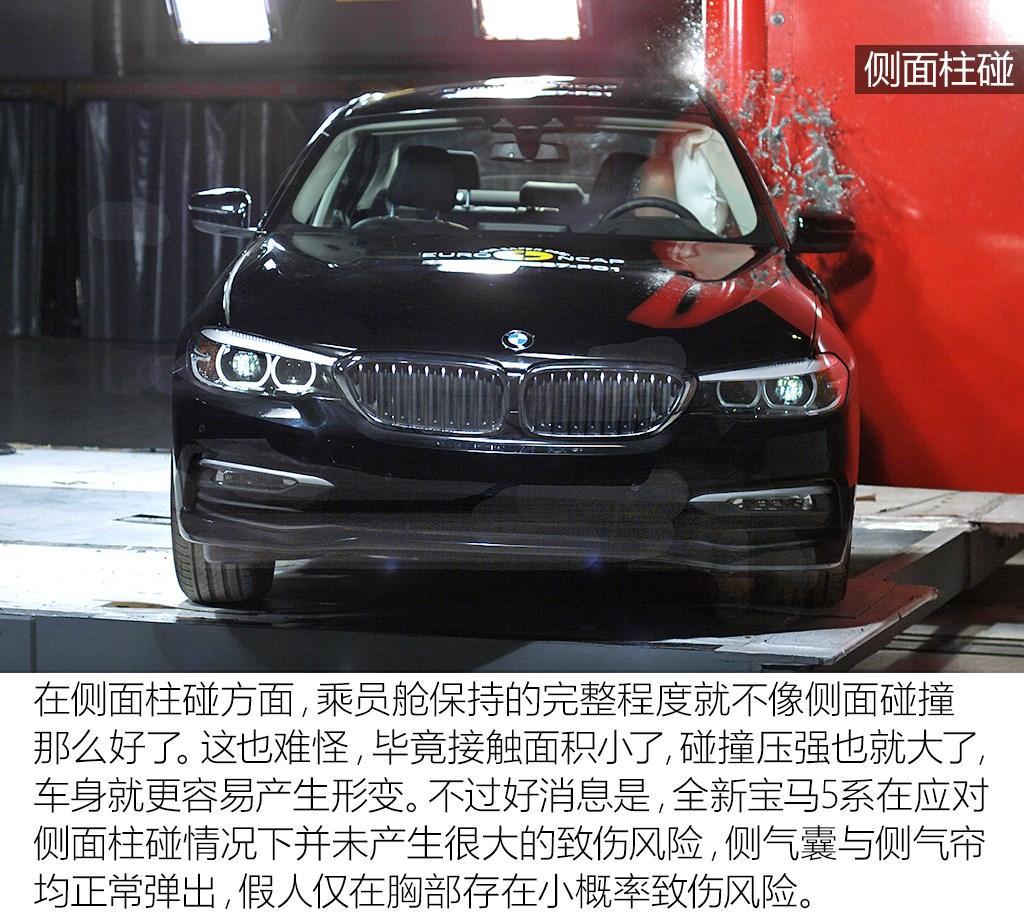 侧面柱碰
EURO NCAP
EURO NCAP
在侧面柱碰方面,乘员舱保持的完整程度就不像侧面碰撞
那么好了。这也难怪,毕竟接触面积小了,碰撞压强也就大了,
车身就更容易产生形变。不过好消息是,全新宝马5系在应对
侧面柱碰情况下并未产生很大的致伤风险,侧气囊与侧气帘
均正常弹出,假人仅在胸部存在小概率致伤风险。